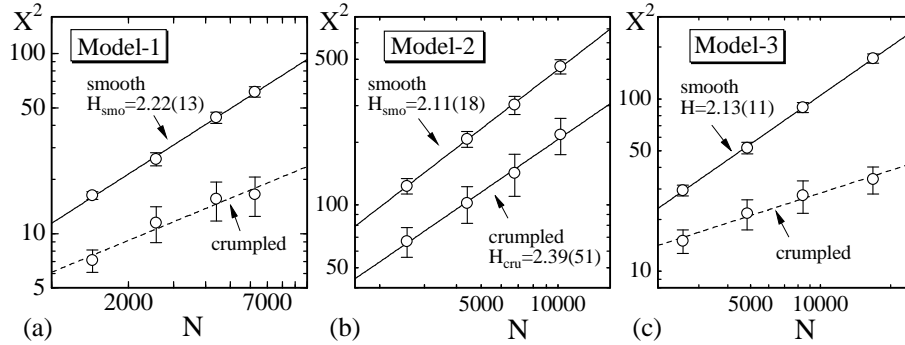 X²
100
50
10
5
Model-1
smooth
H_smo=2.22(13)
crumpled
2000
7000
(a)
N
X²
500
100
50
Model-2
smooth
H_smo=2.11(18)
crumpled
H_cru=2.39(51)
5000
10000
(b)
N
X²
100
50
10
Model-3
smooth
H=2.13(11)
crumpled
5000
10000
(c)
N